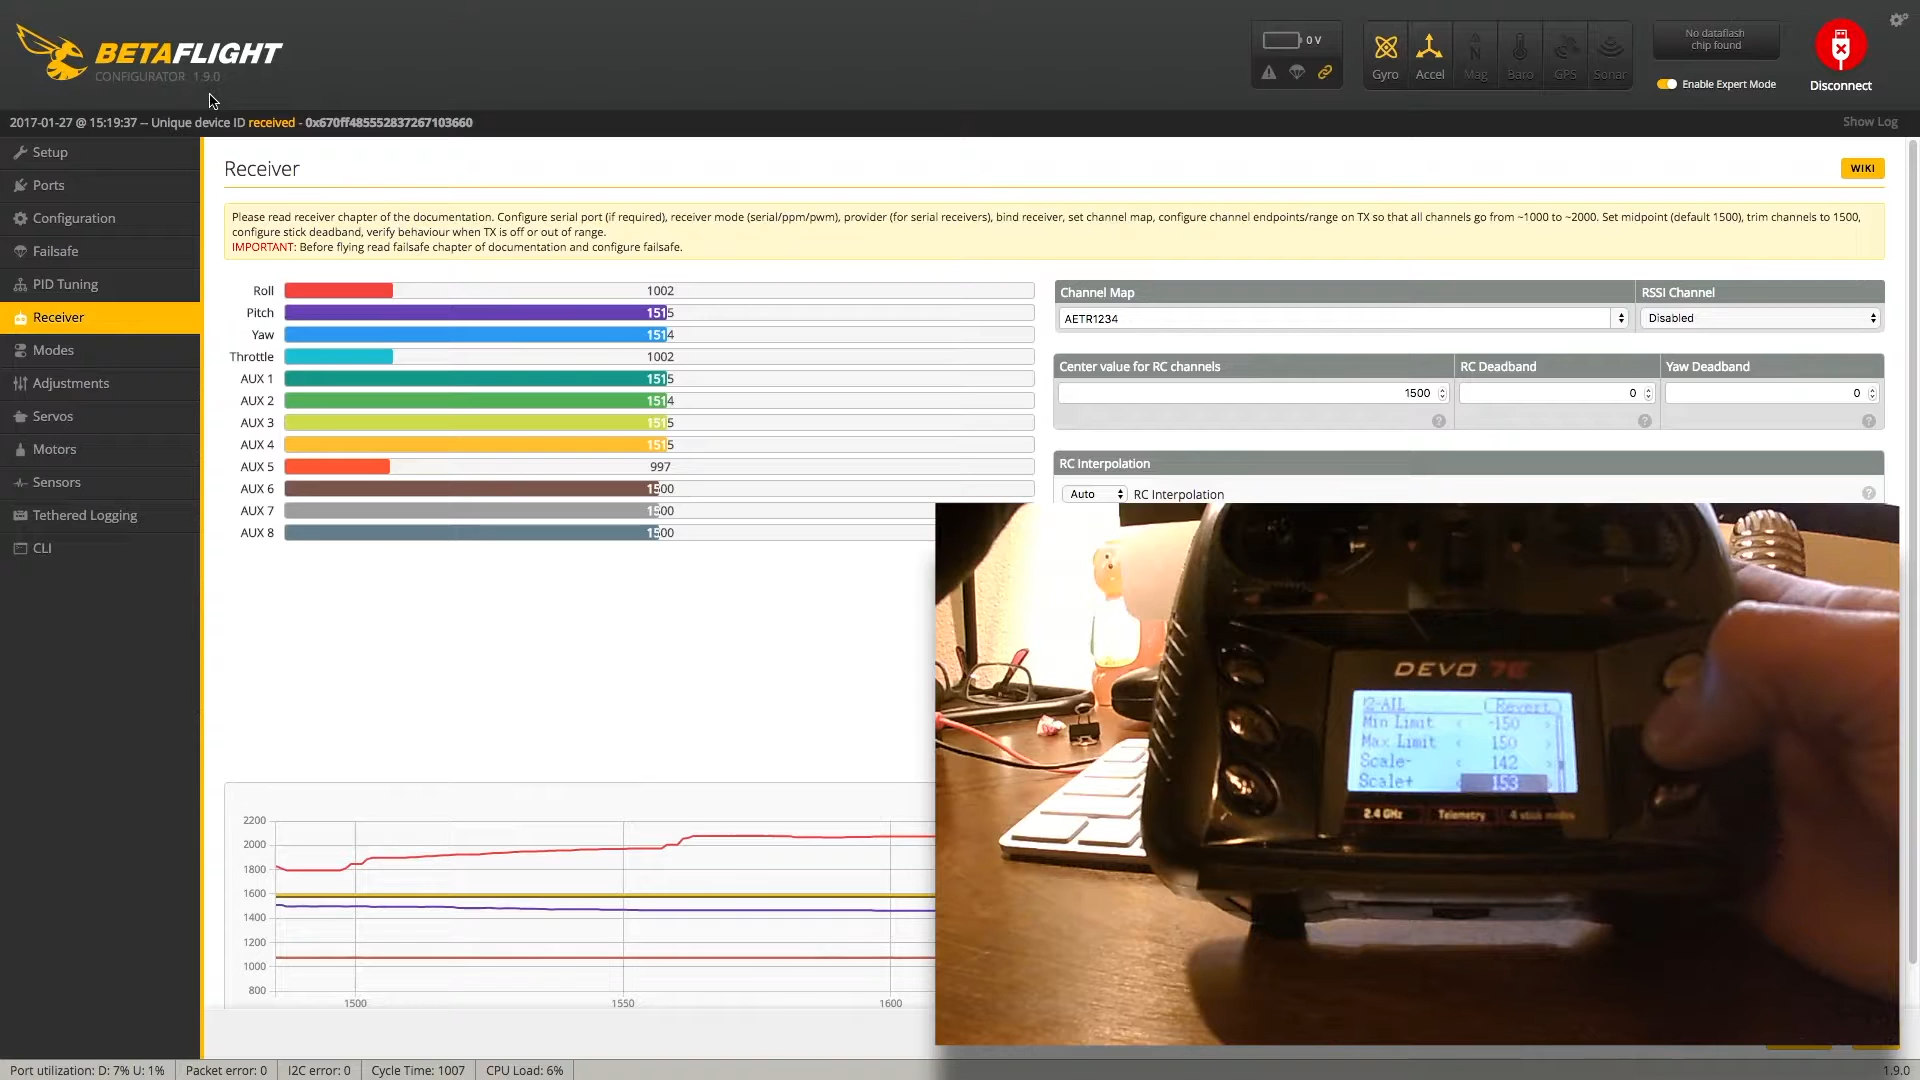 BETAFLIGHT
CONFIGURATOR 1.9.0
0 V
Gyro
Accel
Mag
Baro
GPS
Sonar
No dataflash
chip found
Enable Expert Mode
Disconnect
2017-01-27 @ 15:19:37 -- Unique device ID received - 0x670ff485552837267103660
Show Log
Setup
Ports
Configuration
Failsafe
PID Tuning
Receiver
Modes
Adjustments
Servos
Motors
Sensors
Tethered Logging
CLI
Receiver
WIKI
Please read receiver chapter of the documentation. Configure serial port (if required), receiver mode (serial/ppm/pwm), provider (for serial receivers), bind receiver, set channel map, configure channel endpoints/range on TX so that all channels go from ~1000 to ~2000. Set midpoint (default 1500), trim channels to 1500,
configure stick deadband, verify behaviour when TX is off or out of range.
IMPORTANT: Before flying read failsafe chapter of documentation and configure failsafe.
Roll 1002
Pitch 1515
Yaw 1514
Throttle 1002
AUX 1 1515
AUX 2 1514
AUX 3 1515
AUX 4 1515
AUX 5 997
AUX 6 1500
AUX 7 1500
AUX 8 1500
Channel Map
RSSI Channel
AETR1234
Disabled
Center value for RC channels
RC Deadband
Yaw Deadband
1500
0
0
RC Interpolation
Auto RC Interpolation
2200
2000
1800
1600
1400
1200
1000
800
1500
1550
1600
DEVO 7E
Revert
Min Limit < -150 >
Max Limit < 150 >
Scale- < 142 >
Scale+ 153
2.4 GHz Telemetry 4 stick modes
Port utilization: D: 7% U: 1%
Packet error: 0
I2C error: 0
Cycle Time: 1007
CPU Load: 6%
1.9.0